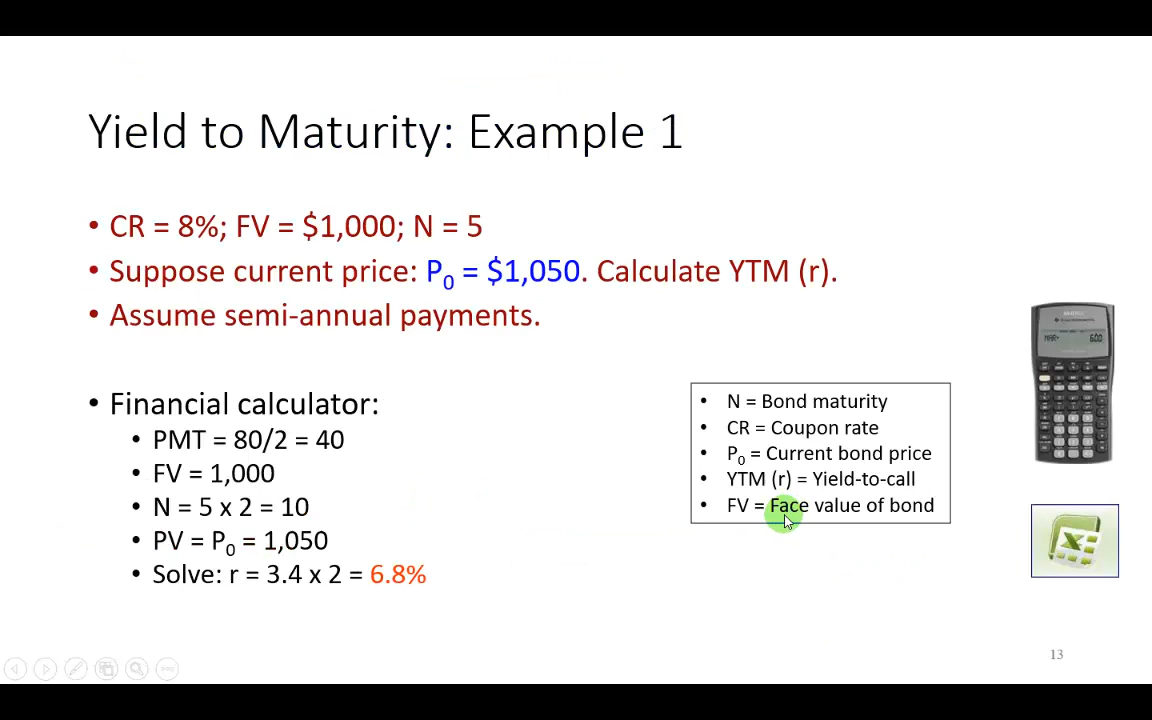 Yield to Maturity: Example 1
• CR = 8%; FV = $1,000; N = 5
• Suppose current price: P0 = $1,050. Calculate YTM (r).
• Assume semi-annual payments.
• Financial calculator:
• PMT = 80/2 = 40
• FV = 1,000
• N = 5 x 2 = 10
• PV = P0 = 1,050
• Solve: r = 3.4 x 2 = 6.8%
• N = Bond maturity
• CR = Coupon rate
• P0 = Current bond price
• YTM (r) = Yield-to-call
• FV = Face value of bond
13